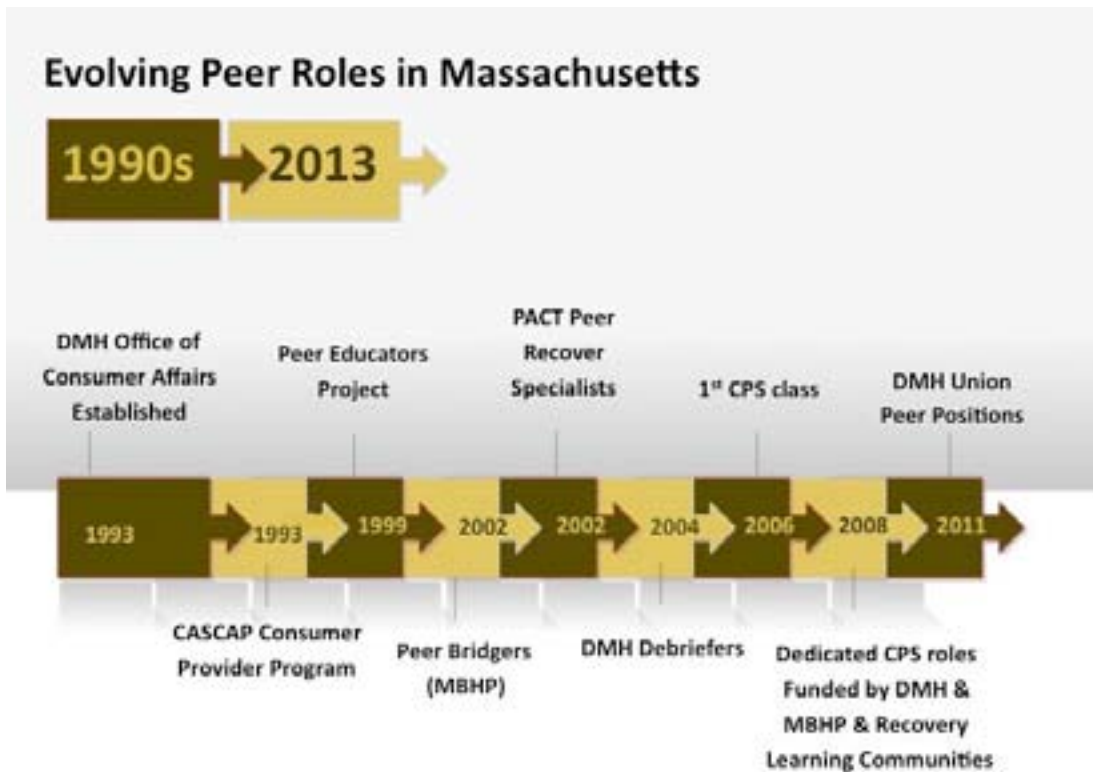 Evolving Peer Roles in Massachusetts
1990s
2013
DMH Office of
Consumer Affairs
Established
Peer Educators
Project
PACT Peer
Recover
Specialists
1st CPS class
DMH Union
Peer Positions
1993
1993
1999
2002
2002
2004
2006
2008
2011
CASCAP Consumer
Provider Program
Peer Bridgers
(MBHP)
DMH Debriefers
Dedicated CPS roles
Funded by DMH &
MBHP & Recovery
Learning Communities